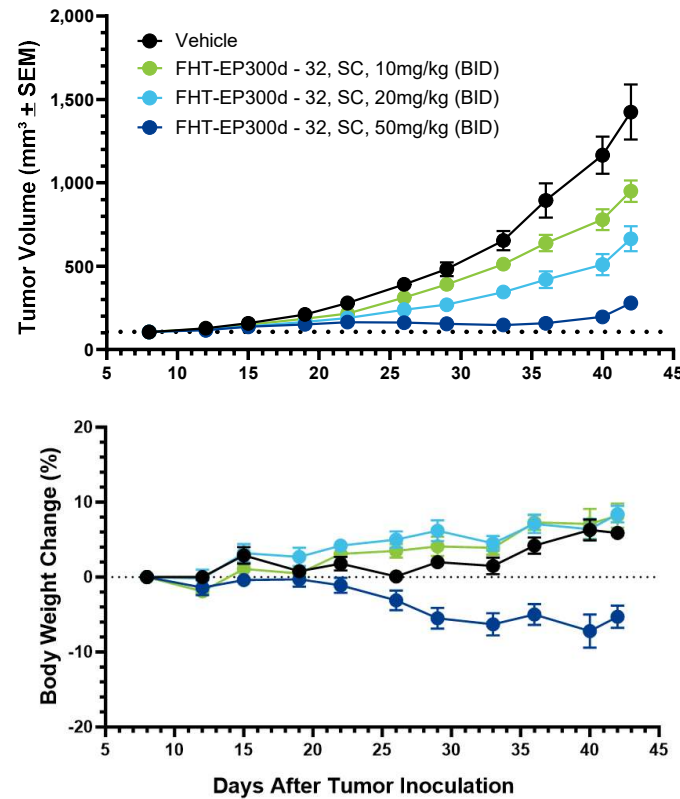 Tumor Volume (mm³ ± SEM)
2,000
1,500
1,000
500
0
Vehicle
FHT-EP300d - 32, SC, 10mg/kg (BID)
FHT-EP300d - 32, SC, 20mg/kg (BID)
FHT-EP300d - 32, SC, 50mg/kg (BID)
5 10 15 20 25 30 35 40 45
Body Weight Change (%)
20
10
0
-10
-20
5 10 15 20 25 30 35 40 45
Days After Tumor Inoculation